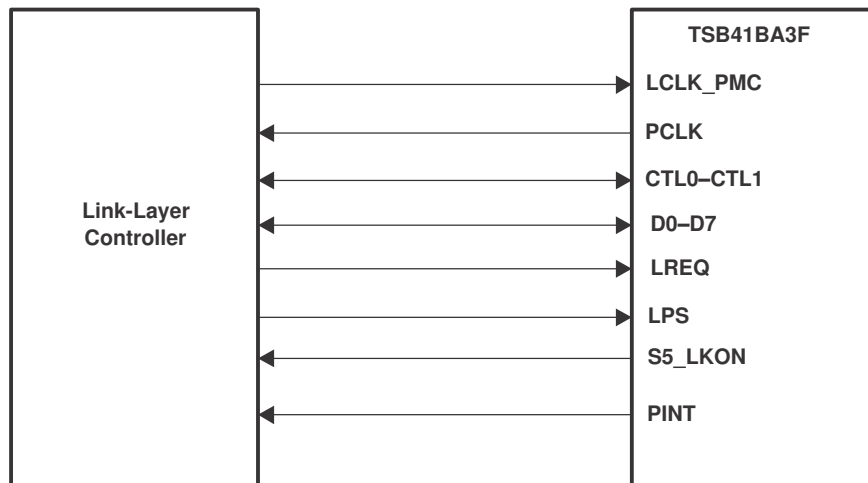 TSB41BA3F
LCLK_PMC
PCLK
CTL0–CTL1
Link-Layer
Controller
D0–D7
LREQ
LPS
S5_LKON
PINT